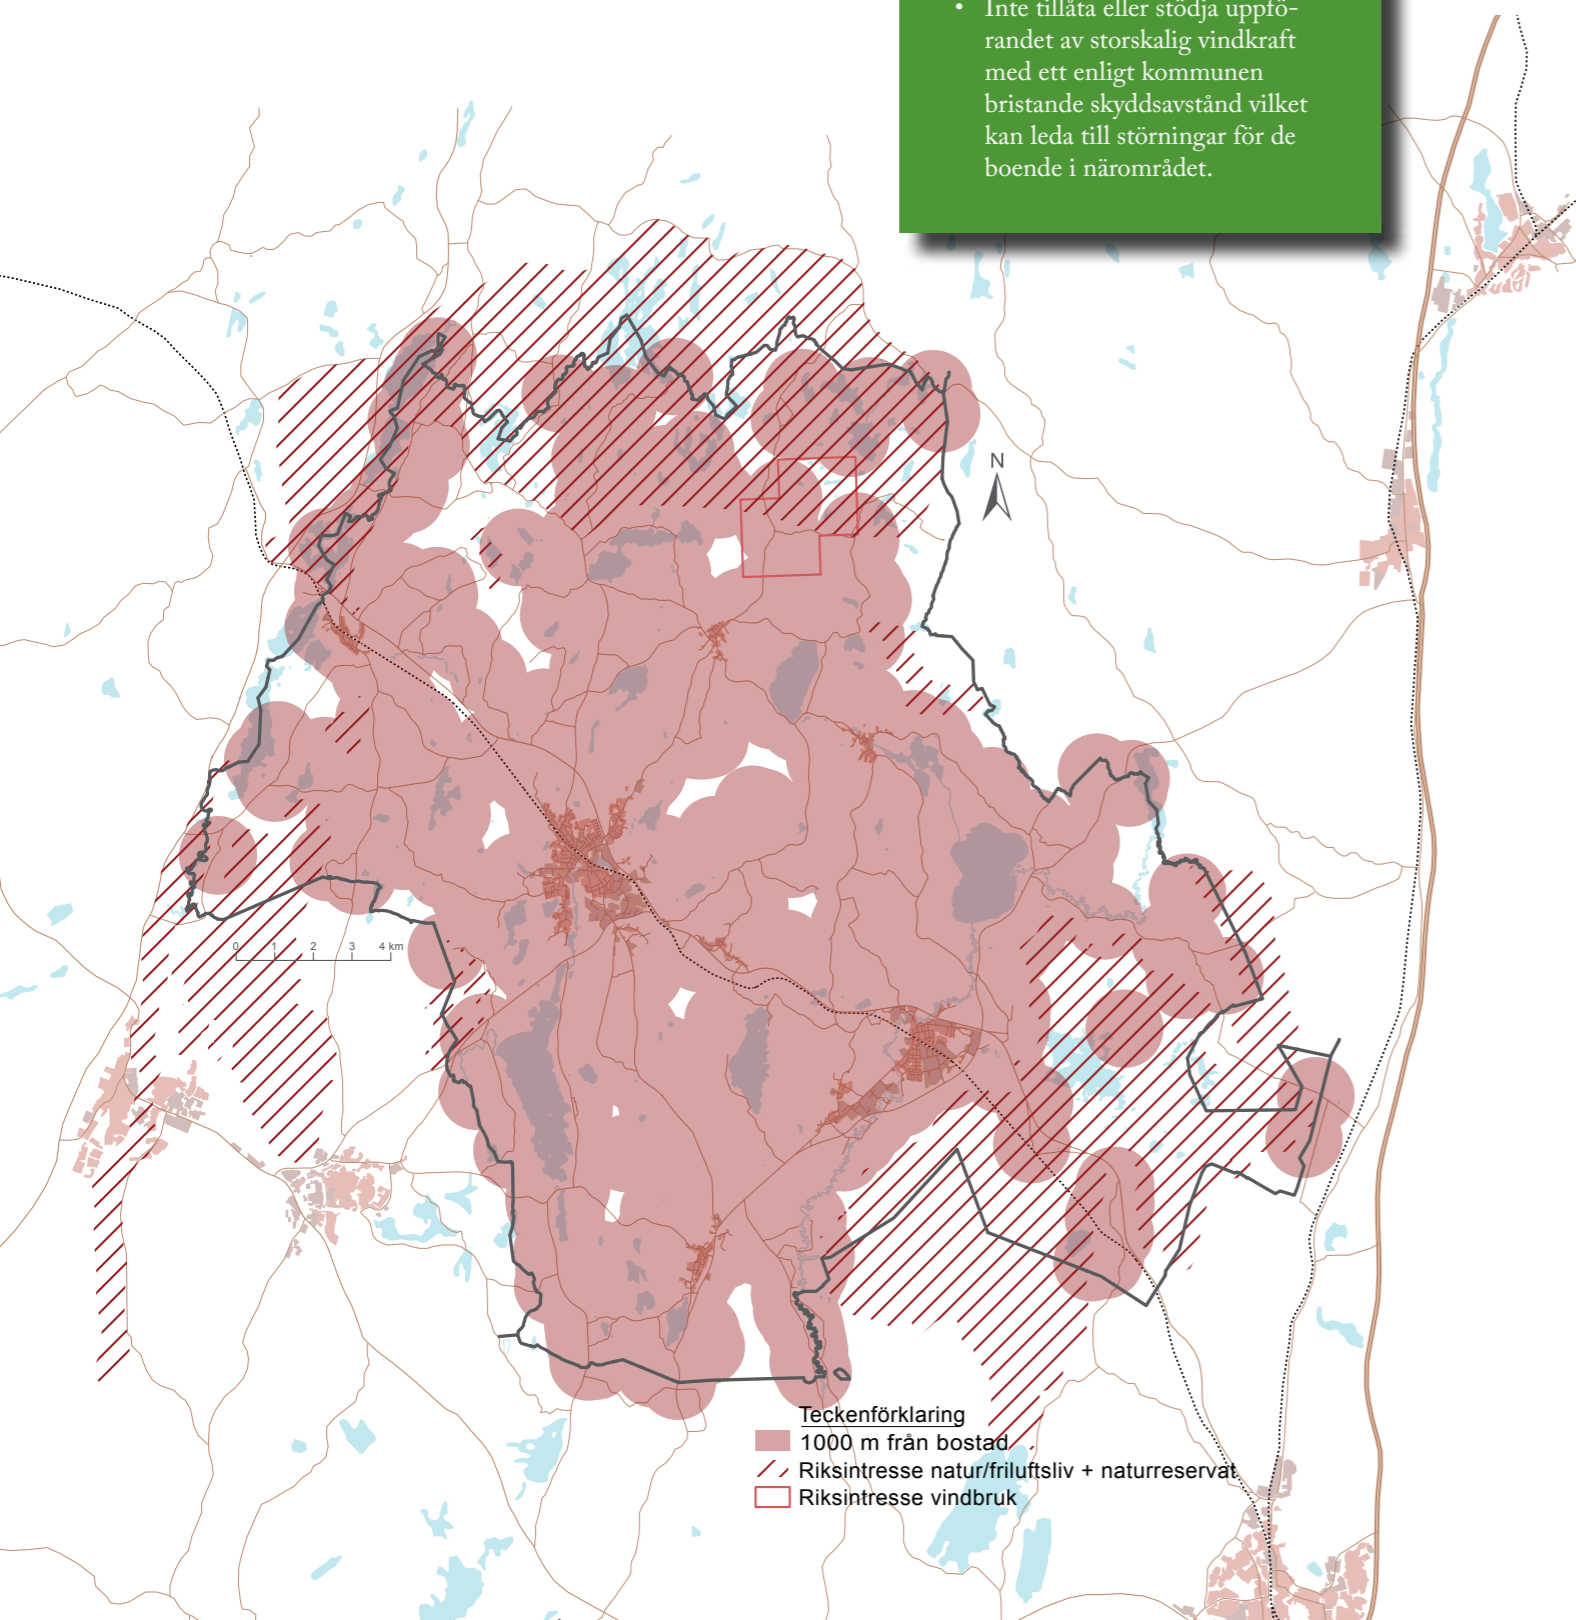 • Inte tillåta eller stödja uppfö-
randet av storskalig vindkraft
med ett enligt kommunen
bristande skyddsavstånd vilket
kan leda till störningar för de
boende i närområdet.
N
0 1 2 3 4 km
Teckenförklaring
1000 m från bostad
Riksintresse natur/friluftsliv + naturreservat
Riksintresse vindbruk